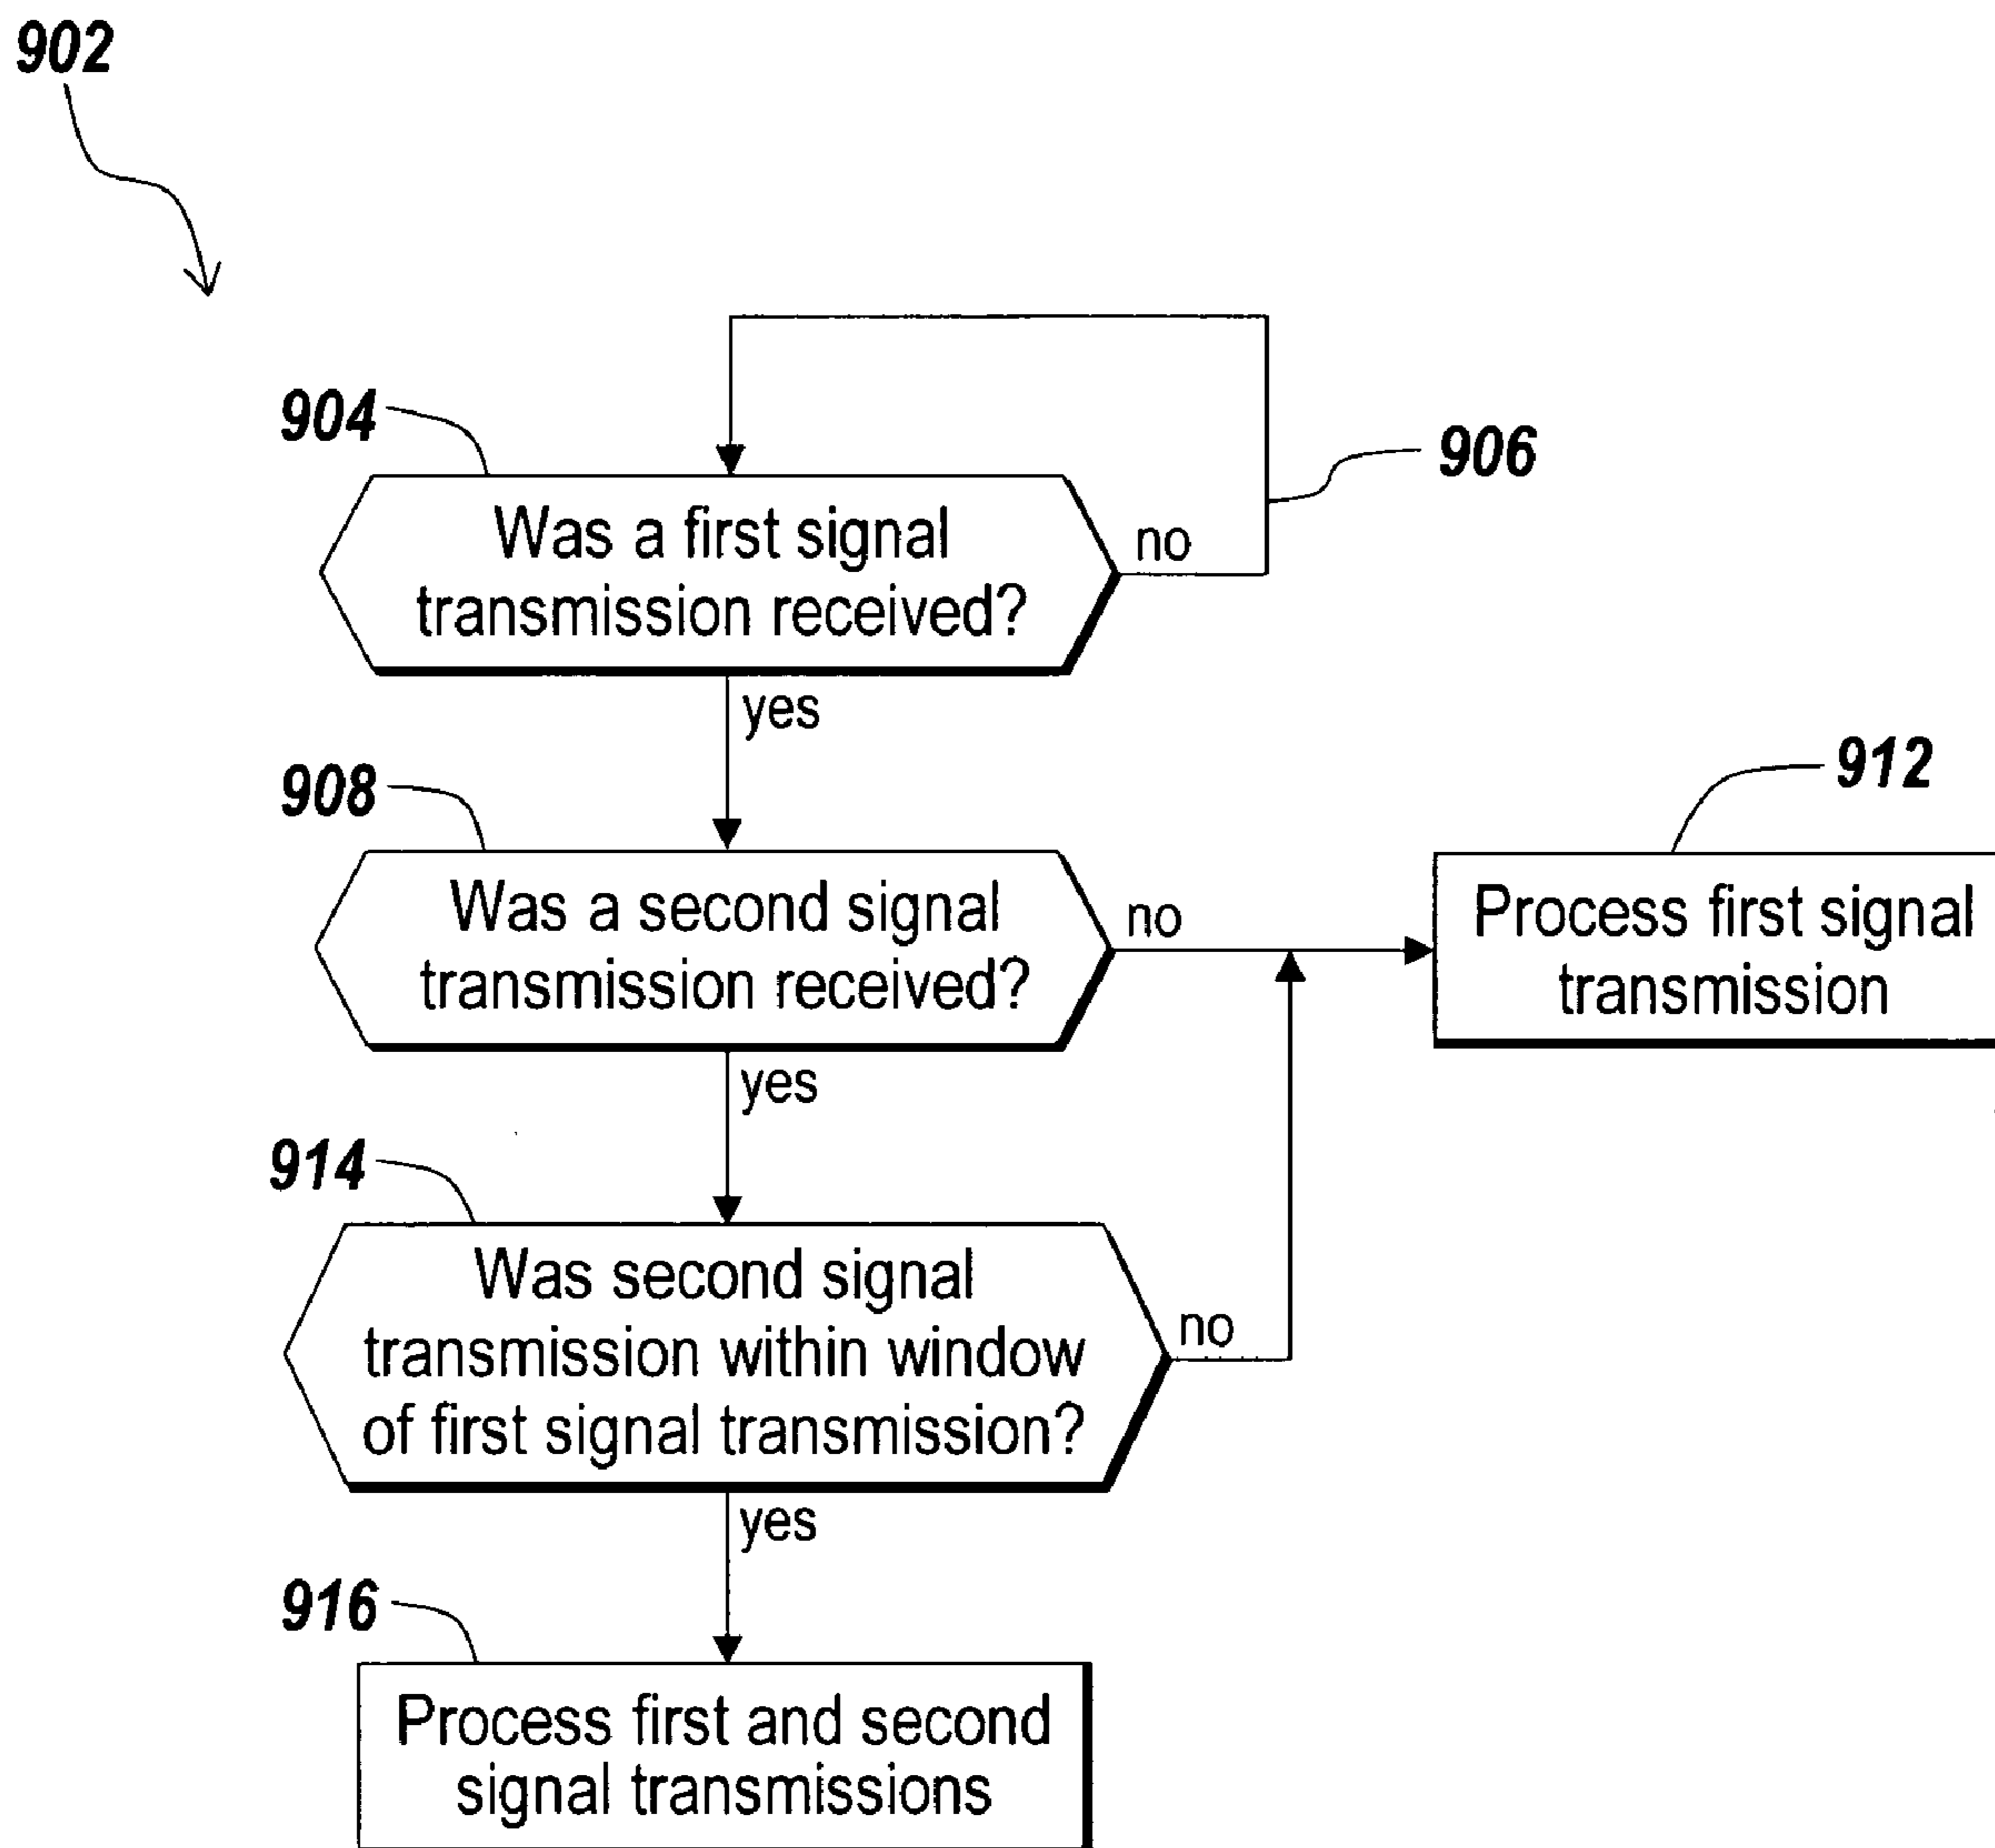 902
904
906
Was a first signal
transmission received?
no
yes
908
912
Was a second signal
transmission received?
no
Process first signal
transmission
yes
914
Was second signal
transmission within window
of first signal transmission?
no
yes
916
Process first and second
signal transmissions